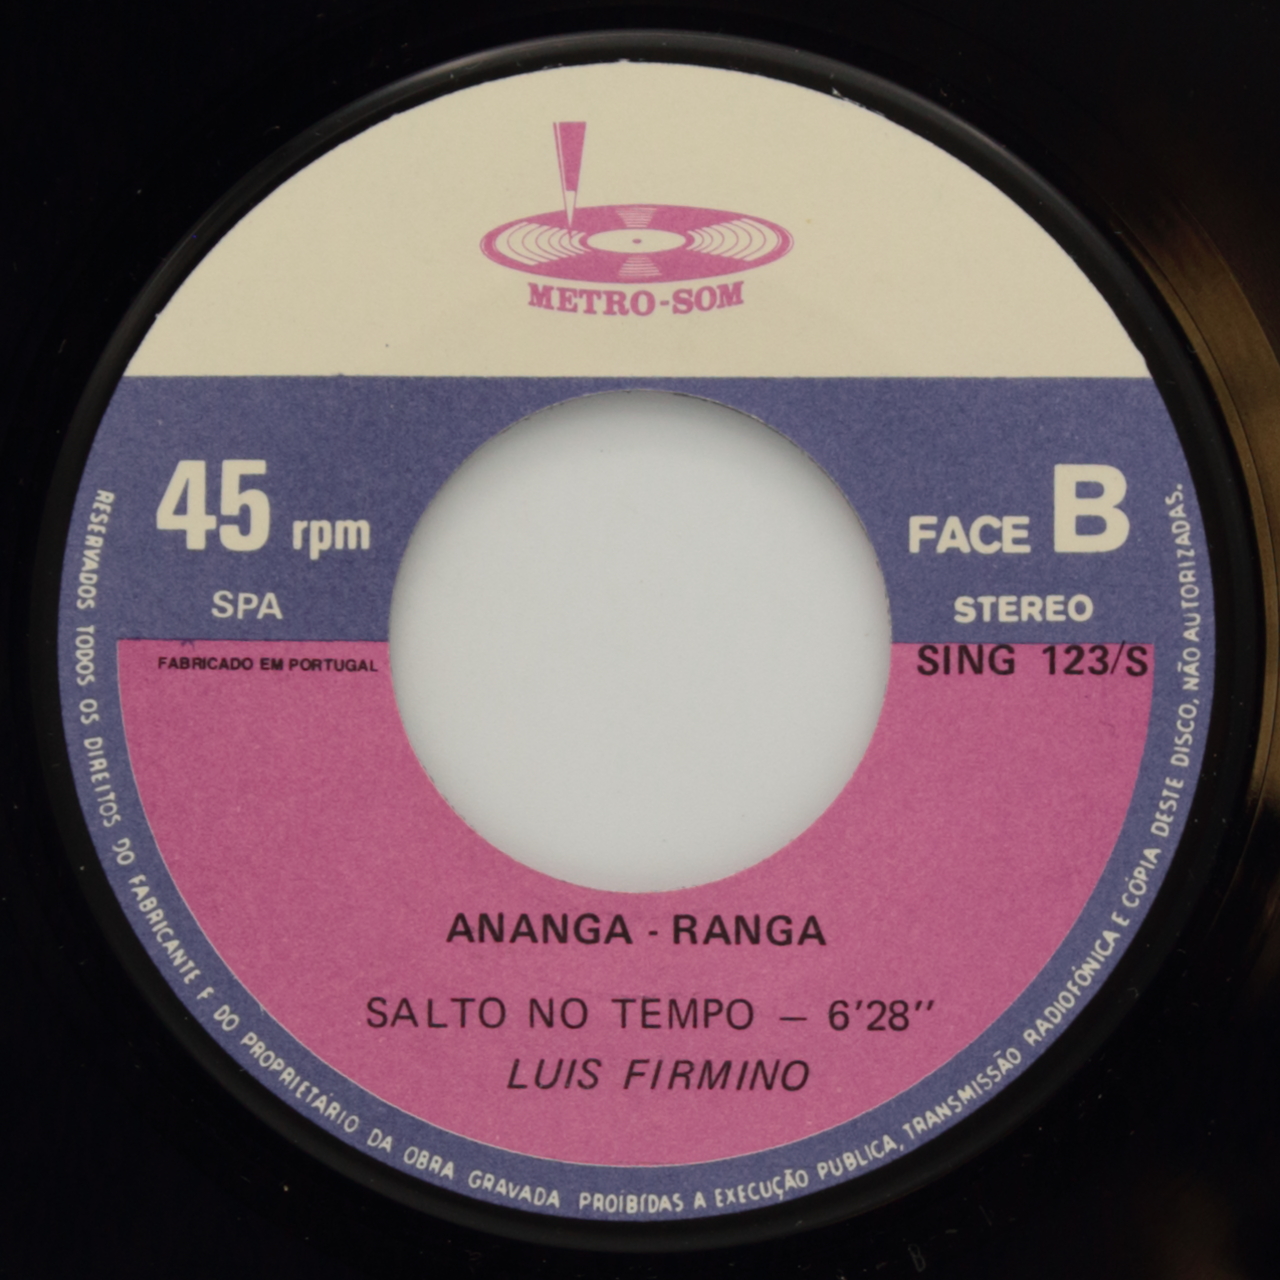 METRO-SOM
45 rpm
FACE B
SPA
STEREO
FABRICADO EM PORTUGAL
SING 123/S
ANANGA - RANGA
SALTO NO TEMPO — 6'28"
LUIS FIRMINO
RESERVADOS TODOS OS DIREITOS DO FABRICANTE E DO PROPRIETÁRIO DA OBRA GRAVADA PROIBIDAS A EXECUÇÃO PUBLICA, TRANSMISSÃO RADIOFÓNICA E CÓPIA DESTE DISCO, NÃO AUTORIZADAS.